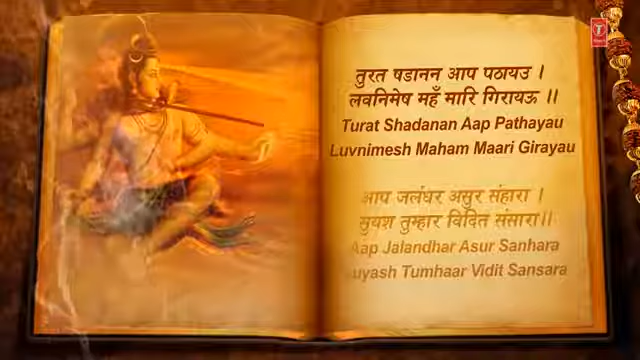 तुरत षडानन आप पठायउ ।
लवनिमेष महँ मारि गिरायऊ ।।
Turat Shadanan Aap Pathayau
Luvnimesh Maham Maari Girayau
आप जलंधर असुर संहारा ।
सुयश तुम्हार विदित संसारा।।
Aap Jalandhar Asur Sanhara
uyash Tumhaar Vidit Sansara